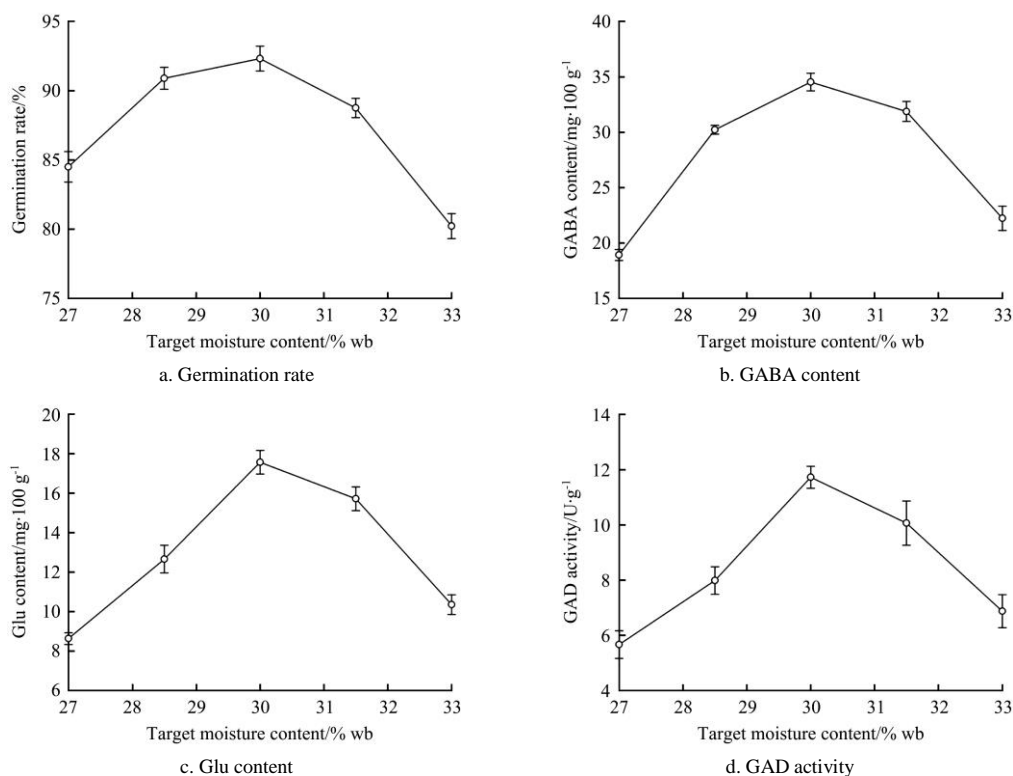 95
90
85
80
75
Germination rate/%
27 28 29 30 31 32 33
Target moisture content/% wb
a. Germination rate
40
35
30
25
20
15
GABA content/mg·100 g⁻¹
27 28 29 30 31 32 33
Target moisture content/% wb
b. GABA content
20
18
16
14
12
10
8
6
Glu content/mg·100 g⁻¹
27 28 29 30 31 32 33
Target moisture content/% wb
c. Glu content
14
12
10
8
6
4
GAD activity/U·g⁻¹
27 28 29 30 31 32 33
Target moisture content/% wb
d. GAD activity